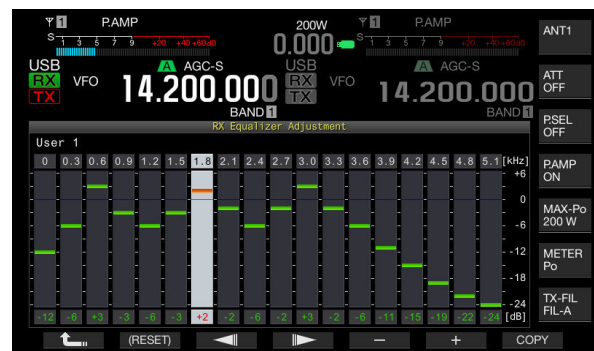 1 P.AMP 200W 1 P.AMP ANT1
S 1 3 5 7 9 +20 +40 +60dB 0.000 S 1 3 5 7 9 +20 +40 +60dB
USB A AGC-S USB A AGC-S ATT OFF
RX VFO 14.200.000 RX VFO 14.200.000
TX TX
BAND 1 BAND 1
RX Equalizer Adjustment P.SEL OFF
User 1
0 0.3 0.6 0.9 1.2 1.5 1.8 2.1 2.4 2.7 3.0 3.3 3.6 3.9 4.2 4.5 4.8 5.1 [kHz] P.AMP ON
+6
0 MAX-Po 200 W
-6
-12 METER Po
-18
-24 TX-FIL FIL-A
-12 -6 +3 -3 -6 -3 +2 -2 -6 -2 +3 -2 -6 -11 -15 -19 -22 -24 [dB]
(RESET) − + COPY